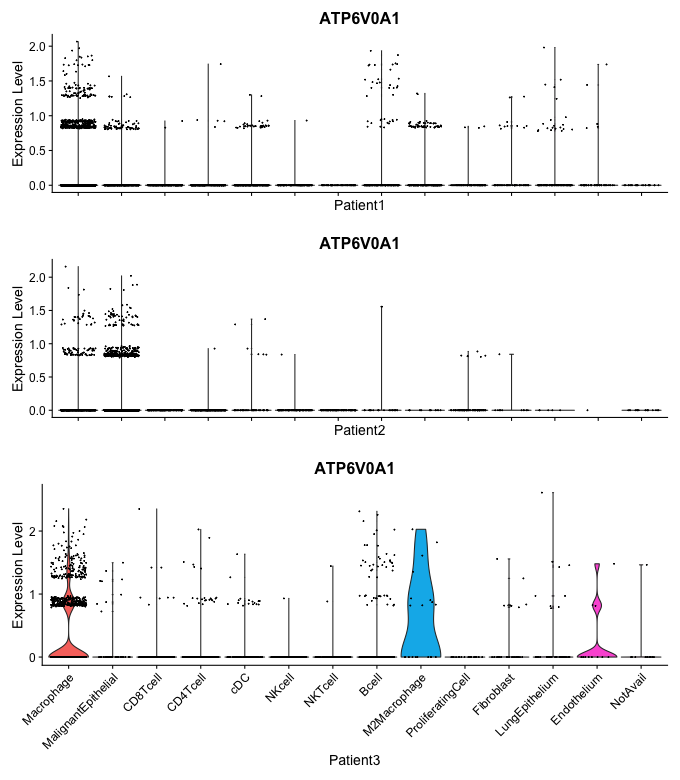 ATP6V0A1
Expression Level
2.0
1.5
1.0
0.5
0.0
Patient1
ATP6V0A1
Expression Level
2.0
1.5
1.0
0.5
0.0
Patient2
ATP6V0A1
Expression Level
2
1
0
Macrophage
MalignantEpithelial
CD8Tcell
CD4Tcell
cDC
NKcell
NKTcell
Bcell
M2Macrophage
ProliferatingCell
Fibroblast
LungEpithelium
Endothelium
NotAvail
Patient3